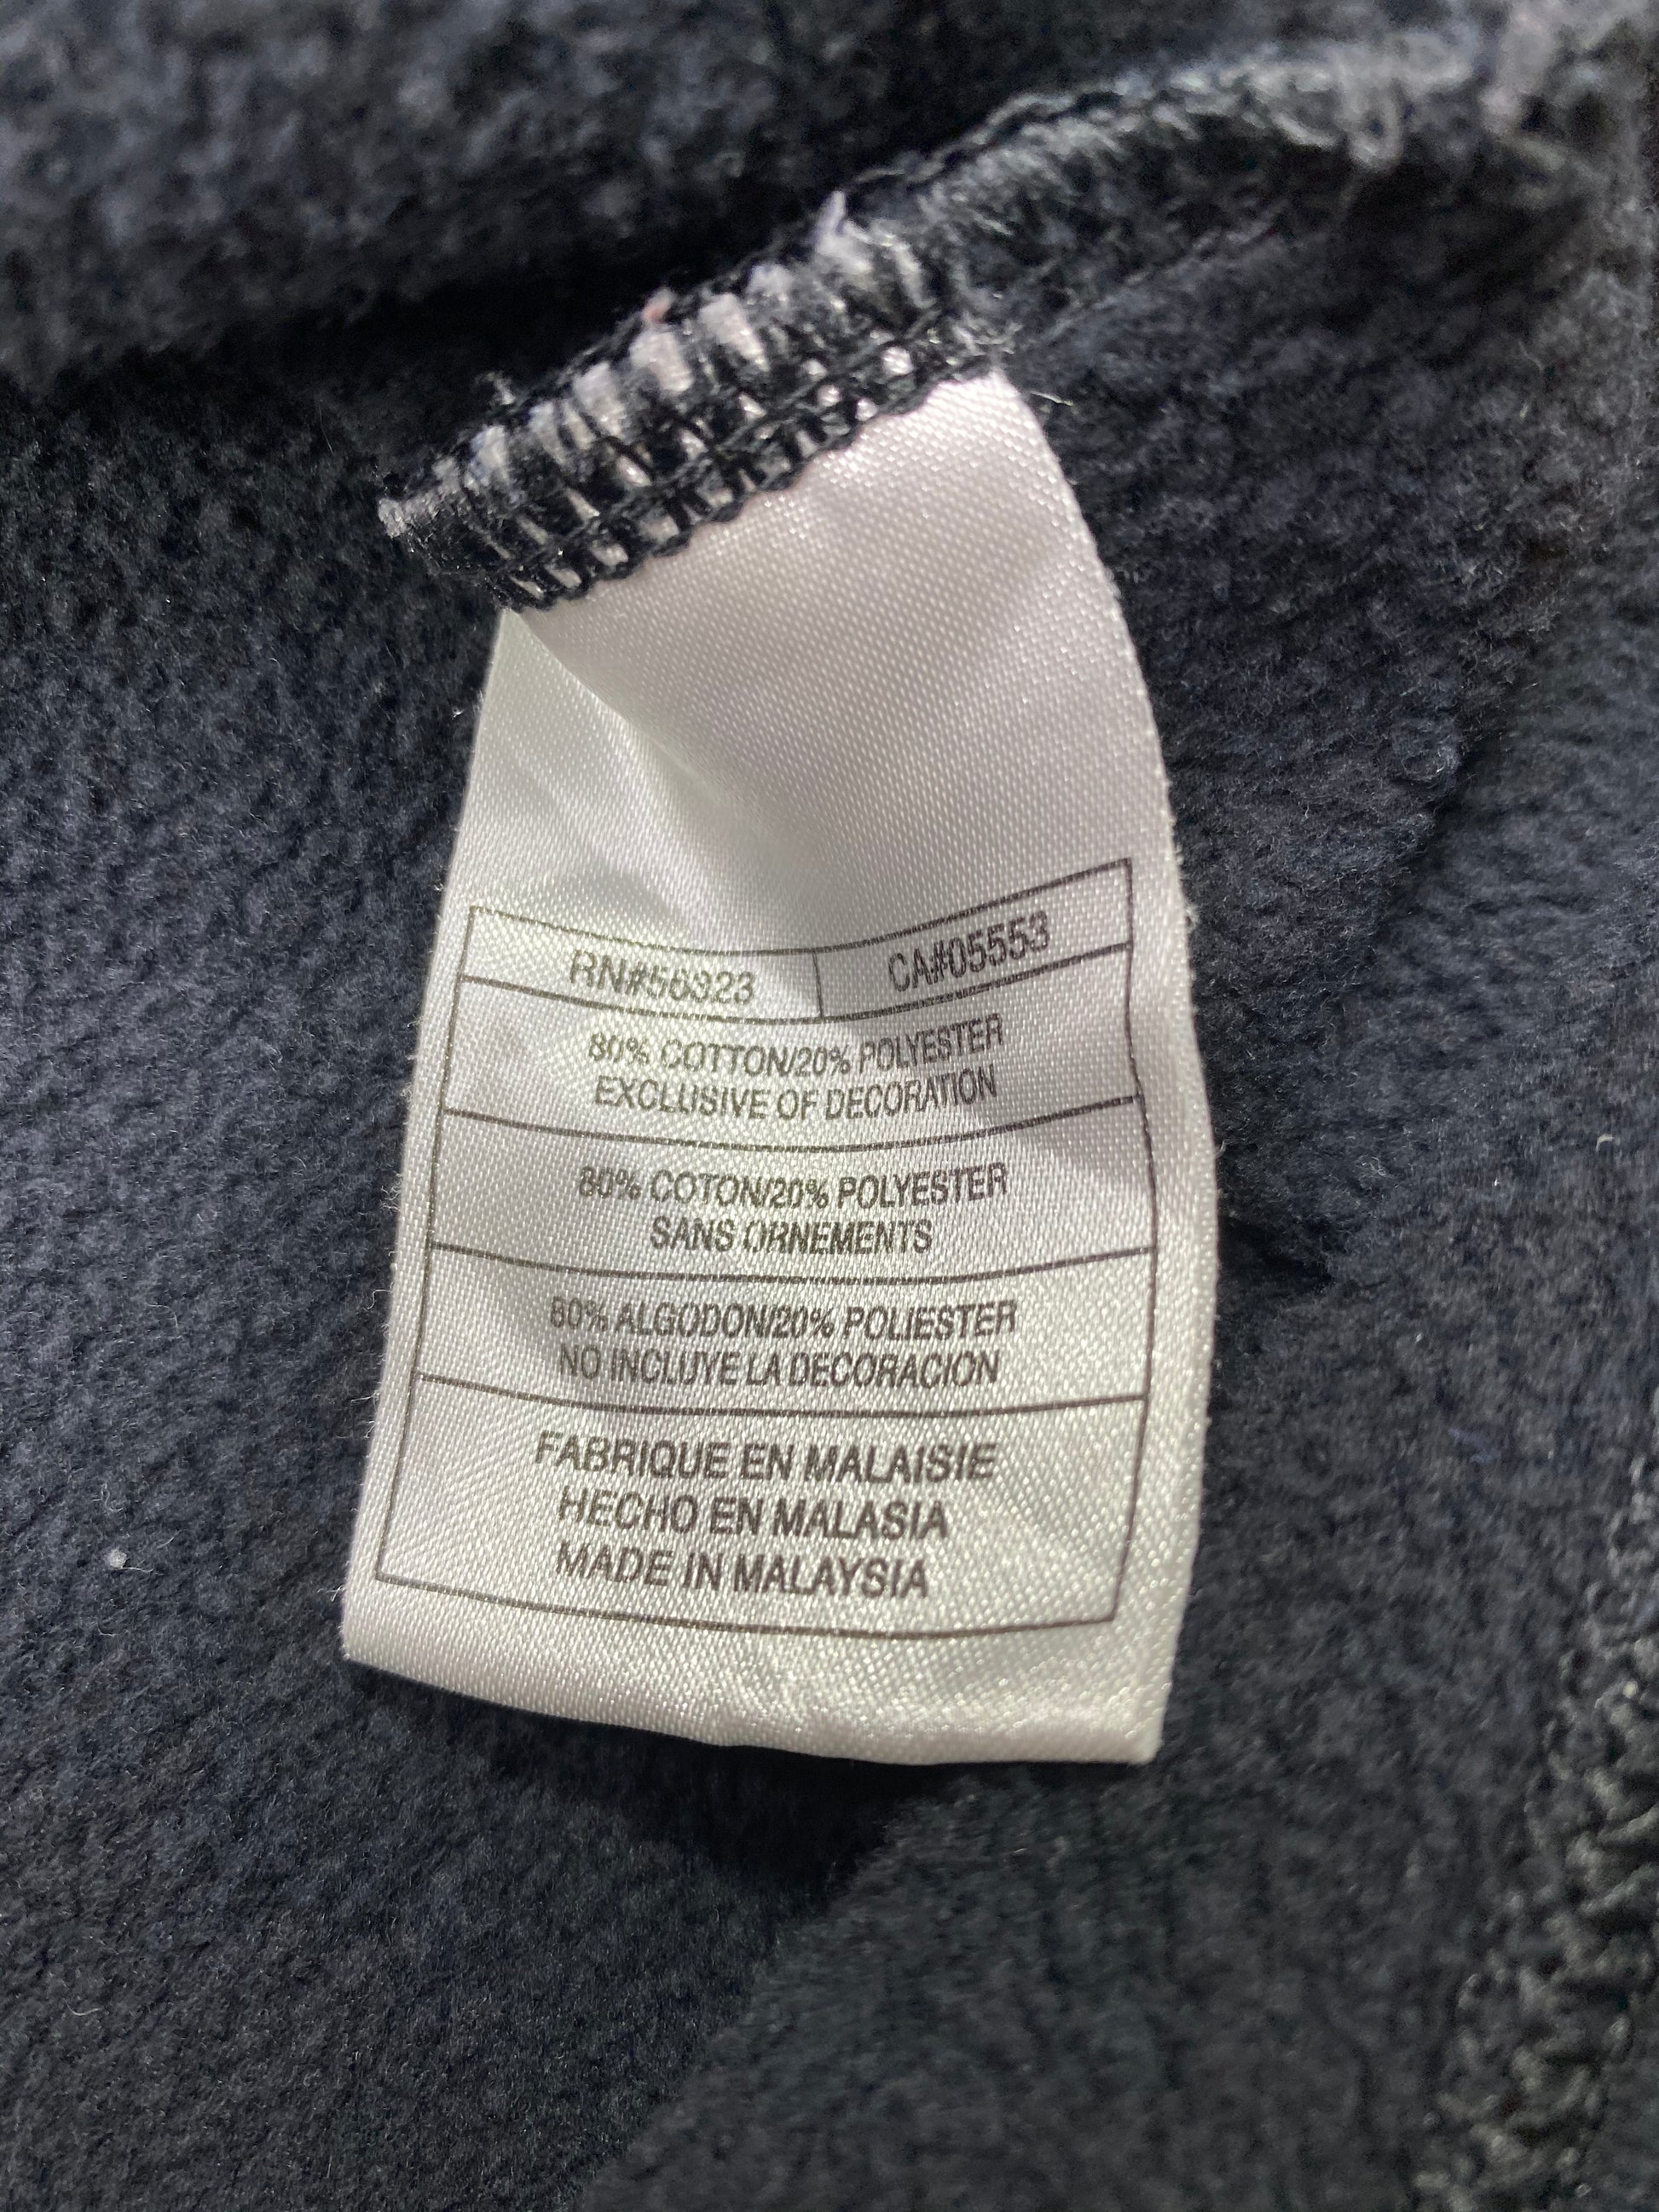 RN#56323 CA#05553
80% COTTON/20% POLYESTER
EXCLUSIVE OF DECORATION
80% COTON/20% POLYESTER
SANS ORNEMENTS
80% ALGODON/20% POLIESTER
NO INCLUYE LA DECORACION
FABRIQUE EN MALAISIE
HECHO EN MALASIA
MADE IN MALAYSIA